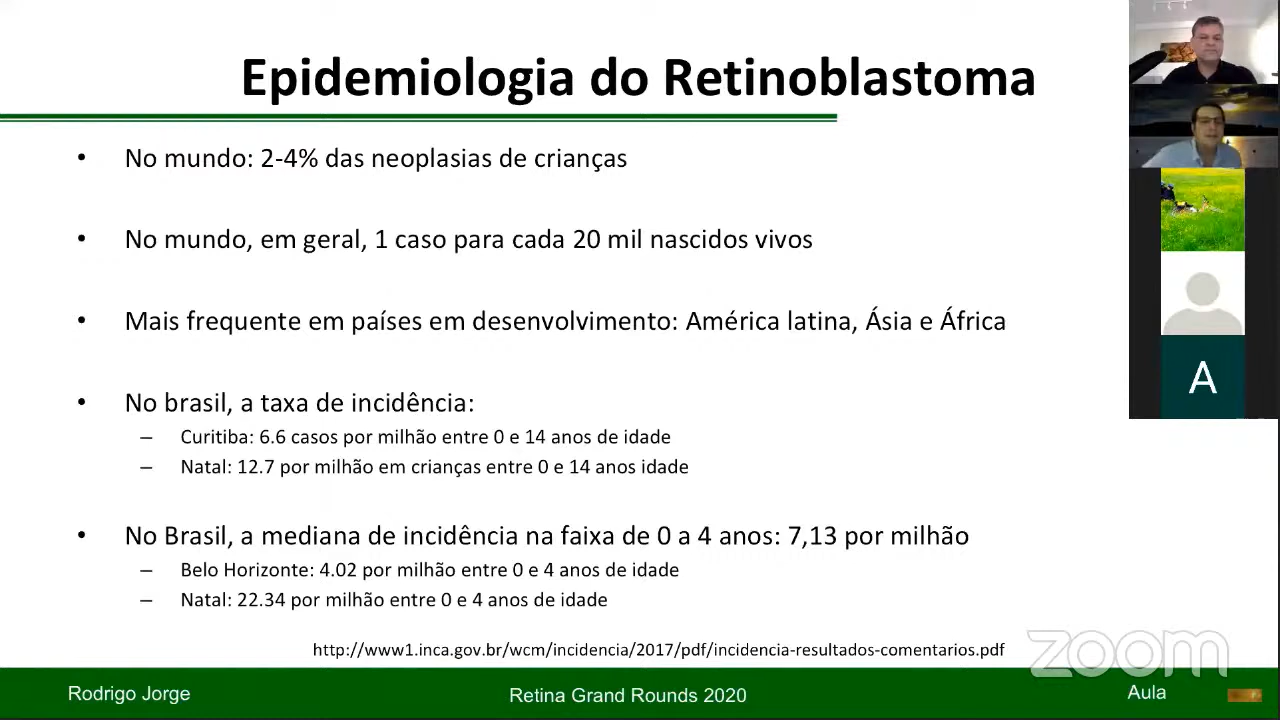 Epidemiologia do Retinoblastoma
• No mundo: 2-4% das neoplasias de crianças
• No mundo, em geral, 1 caso para cada 20 mil nascidos vivos
• Mais frequente em países em desenvolvimento: América latina, Ásia e África
• No brasil, a taxa de incidência:
– Curitiba: 6.6 casos por milhão entre 0 e 14 anos de idade
– Natal: 12.7 por milhão em crianças entre 0 e 14 anos idade
• No Brasil, a mediana de incidência na faixa de 0 a 4 anos: 7,13 por milhão
– Belo Horizonte: 4.02 por milhão entre 0 e 4 anos de idade
– Natal: 22.34 por milhão entre 0 e 4 anos de idade
http://www1.inca.gov.br/wcm/incidencia/2017/pdf/incidencia-resultados-comentarios.pdf
Rodrigo Jorge
Retina Grand Rounds 2020
Aula
A
zoom